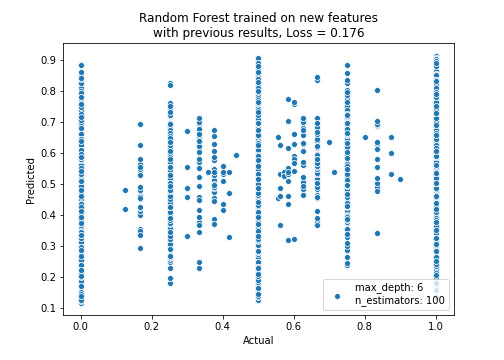 Random Forest trained on new features
with previous results, Loss = 0.176
Predicted
0.9
0.8
0.7
0.6
0.5
0.4
0.3
0.2
0.1
max_depth: 6
n_estimators: 100
0.0
0.2
0.4
0.6
0.8
1.0
Actual